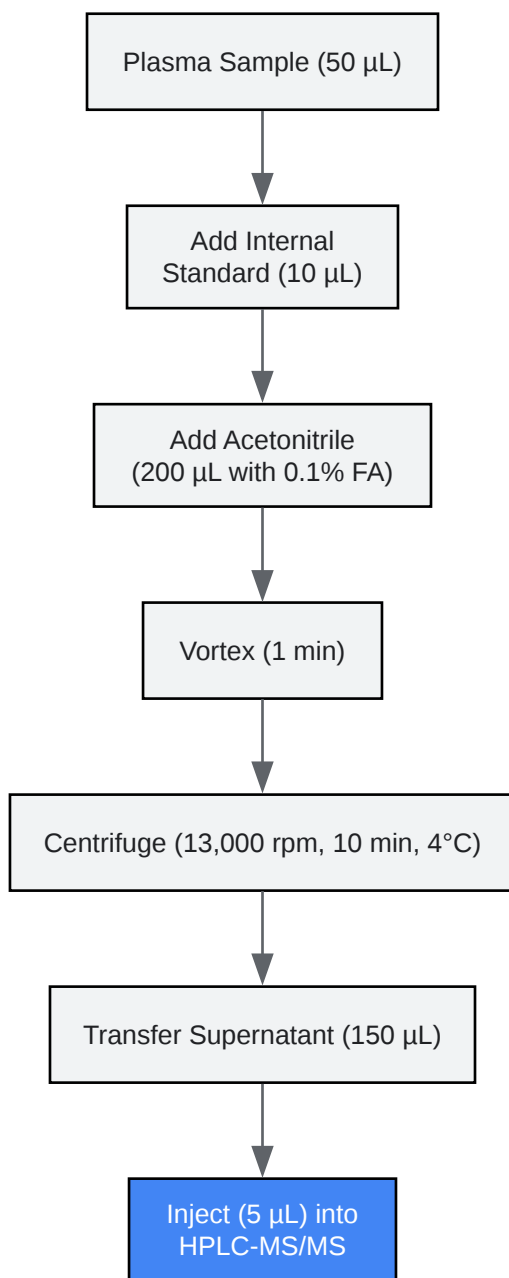 Plasma Sample (50 µL)
Add Internal
Standard (10 µL)
Add Acetonitrile
(200 µL with 0.1% FA)
Vortex (1 min)
Centrifuge (13,000 rpm, 10 min, 4°C)
Transfer Supernatant (150 µL)
Inject (5 µL) into
HPLC-MS/MS